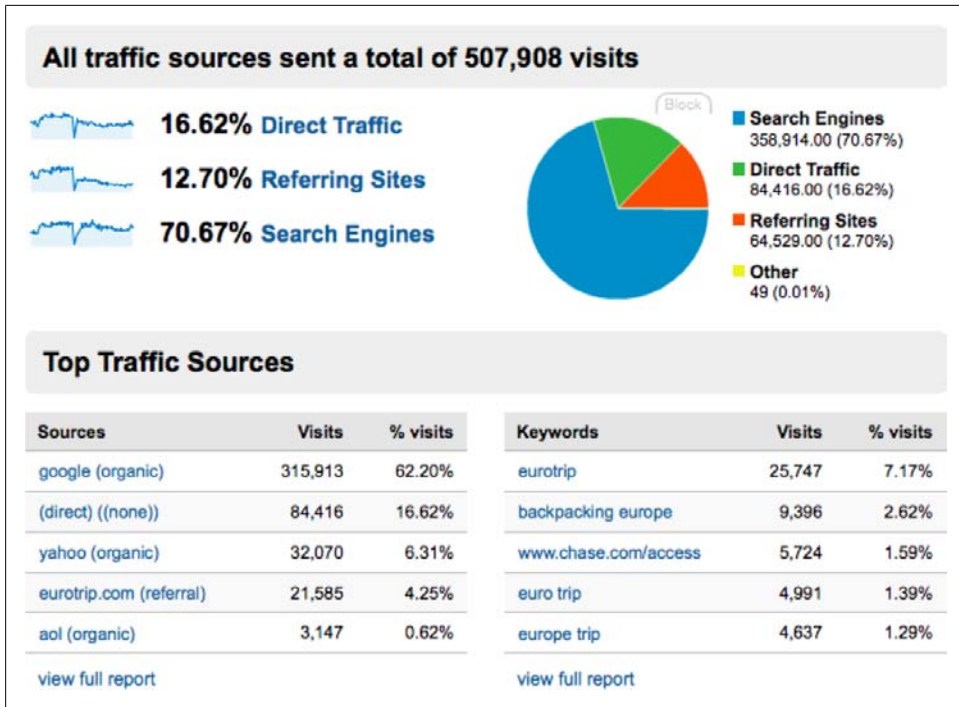 All traffic sources sent a total of 507,908 visits
16.62% Direct Traffic
12.70% Referring Sites
70.67% Search Engines
Block
Search Engines
358,914.00 (70.67%)
Direct Traffic
84,416.00 (16.62%)
Referring Sites
64,529.00 (12.70%)
Other
49 (0.01%)
Top Traffic Sources
Sources Visits % visits
google (organic) 315,913 62.20%
(direct) ((none)) 84,416 16.62%
yahoo (organic) 32,070 6.31%
eurotrip.com (referral) 21,585 4.25%
aol (organic) 3,147 0.62%
view full report
Keywords Visits % visits
eurotrip 25,747 7.17%
backpacking europe 9,396 2.62%
www.chase.com/access 5,724 1.59%
euro trip 4,991 1.39%
europe trip 4,637 1.29%
view full report